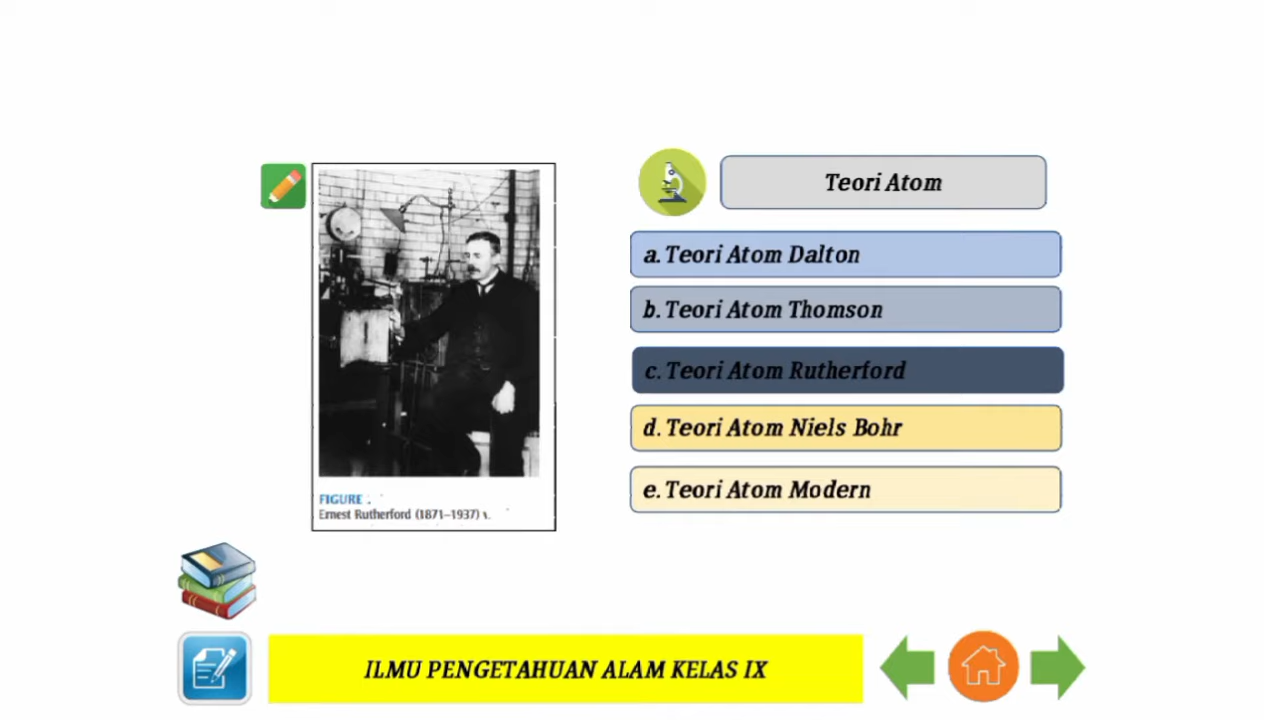 Teori Atom
a. Teori Atom Dalton
b. Teori Atom Thomson
c. Teori Atom Rutherford
d. Teori Atom Niels Bohr
e. Teori Atom Modern
FIGURE
Ernest Rutherford (1871–1937)
ILMU PENGETAHUAN ALAM KELAS IX